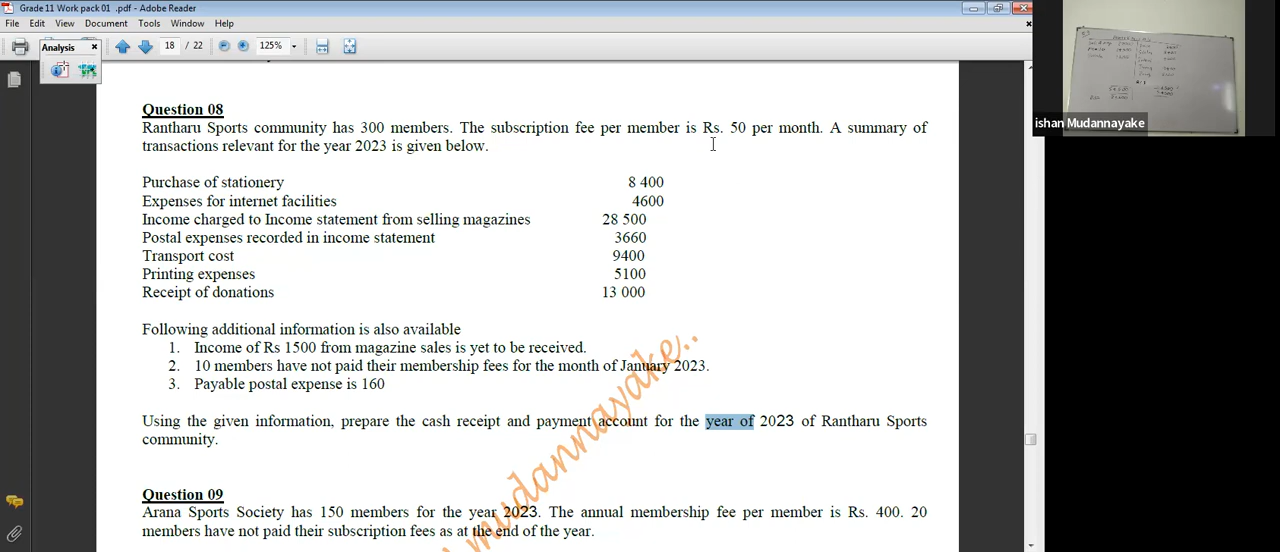 Grade 11 Work pack 01 .pdf - Adobe Reader
File Edit View Document Tools Window Help
Analysis
18 / 22
125%
Question 08
Rantharu Sports community has 300 members. The subscription fee per member is Rs. 50 per month. A summary of
transactions relevant for the year 2023 is given below.
Purchase of stationery 8 400
Expenses for internet facilities 4600
Income charged to Income statement from selling magazines 28 500
Postal expenses recorded in income statement 3660
Transport cost 9400
Printing expenses 5100
Receipt of donations 13 000
Following additional information is also available
1. Income of Rs 1500 from magazine sales is yet to be received.
2. 10 members have not paid their membership fees for the month of January 2023.
3. Payable postal expense is 160
Using the given information, prepare the cash receipt and payment account for the year of 2023 of Rantharu Sports
community.
Question 09
Arana Sports Society has 150 members for the year 2023. The annual membership fee per member is Rs. 400. 20
members have not paid their subscription fees as at the end of the year.
mudannayake..
ishan Mudannayake